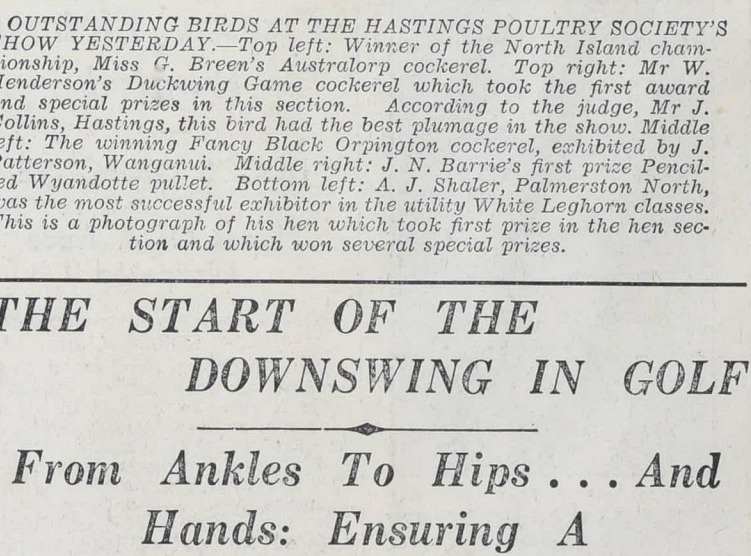 OUTSTANDING BIRDS AT THE HASTINGS POULTRY SOCIETY'S
HOW YESTERDAY.—Top left: Winner of the North Island cham-
ionship, Miss G. Breen's Australorp cockerel. Top right: Mr W.
enderson's Duckwing Game cockerel which took the first award
nd special prizes in this section. According to the judge, Mr J.
ollins, Hastings, this bird had the best plumage in the show. Middle
eft: The winning Fancy Black Orpington cockerel, exhibited by J.
atterson, Wanganui. Middle right: J. N. Barrie's first prize Pencil-
ed Wyandotte pullet. Bottom left: A. J. Shaler, Palmerston North,
was the most successful exhibitor in the utility White Leghorn classes.
This is a photograph of his hen which took first prize in the hen sec-
tion and which won several special prizes.
THE START OF THE
DOWNSWING IN GOLF
From Ankles To Hips . . . And
Hands: Ensuring A